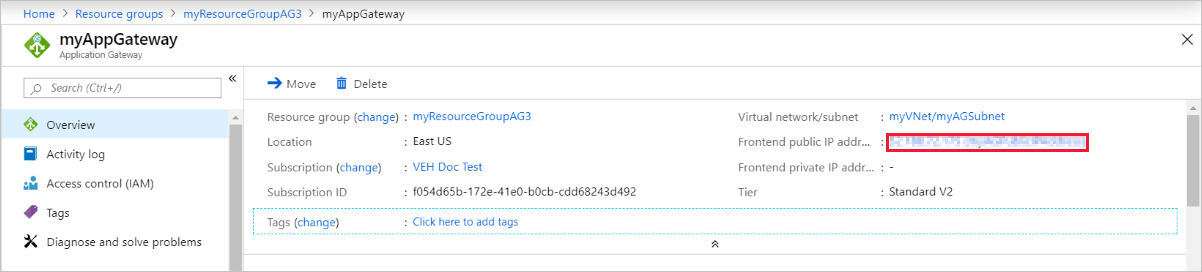 Home > Resource groups > myResourceGroupAG3 > myAppGateway
myAppGateway
Application Gateway
Search (Ctrl+/)
Overview
Activity log
Access control (IAM)
Tags
Diagnose and solve problems
Move Delete
Resource group (change) : myResourceGroupAG3
Location : East US
Subscription (change) : VEH Doc Test
Subscription ID : f054d65b-172e-41e0-b0cb-cdd68243d492
Virtual network/subnet : myVNet/myAGSubnet
Frontend public IP addr... :
Frontend private IP addr... : -
Tier : Standard V2
Tags (change) : Click here to add tags